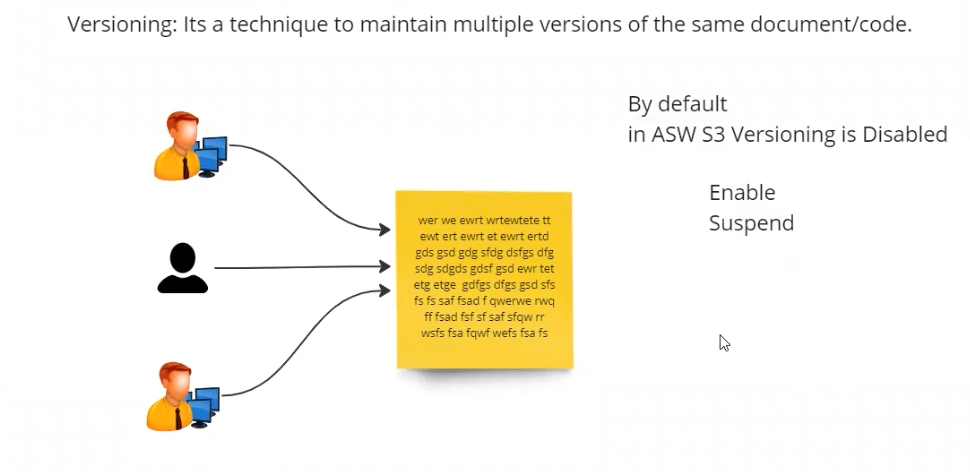 Versioning: Its a technique to maintain multiple versions of the same document/code.
By default
in ASW S3 Versioning is Disabled
Enable
Suspend
wer we ewrt wrtewtete tt
ewt ert ewrt et ewrt ertd
gds gsd gdg sfdg dsfgs dfg
sdg sdgds gdsf gsd ewr tet
etg etge gdfgs dfgs gsd sfs
fs fs saf fsad f qwerwe rwq
ff fsad fsf sf saf sfqw rr
wsfs fsa fqwf wefs fsa fs